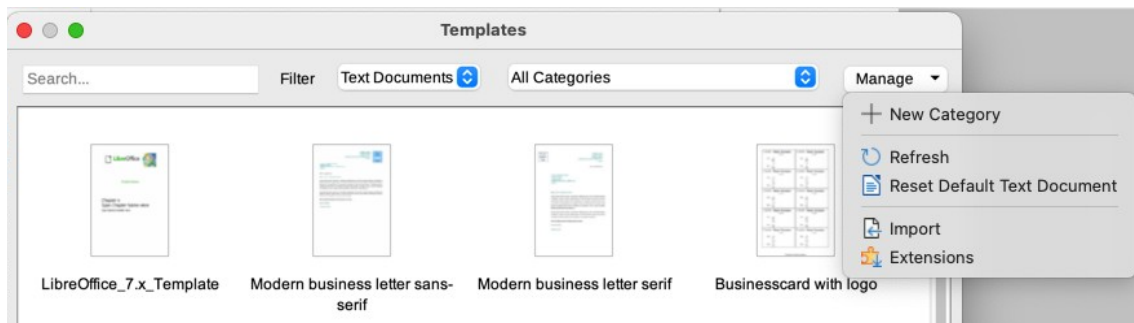 Templates
Search...
Filter
Text Documents
All Categories
Manage
New Category
Refresh
Reset Default Text Document
Import
Extensions
LibreOffice
LibreOffice_7.x_Template
Modern business letter sans-
serif
Modern business letter serif
Businesscard with logo